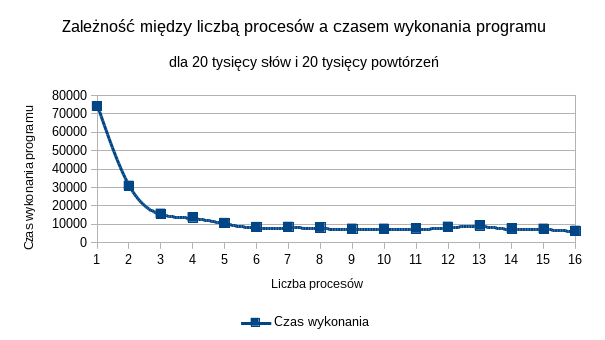 Zależność między liczbą procesów a czasem wykonania programu
dla 20 tysięcy słów i 20 tysięcy powtórzeń
Czas wykonania programu
80000
70000
60000
50000
40000
30000
20000
10000
0
1 2 3 4 5 6 7 8 9 10 11 12 13 14 15 16
Liczba procesów
Czas wykonania